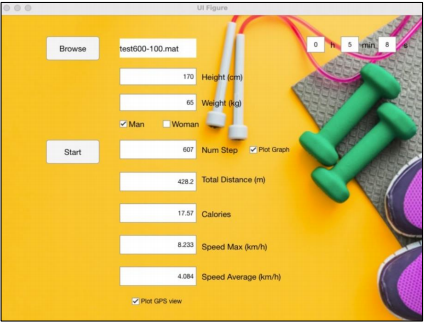 UI Figure
Browse test600-100.mat 0 h 5 min 8 s
170 Height (cm)
65 Weight (kg)
Man Woman
Start 607 Num Step Plot Graph
428.2 Total Distance (m)
17.57 Calories
8.233 Speed Max (km/h)
4.084 Speed Average (km/h)
Plot GPS view